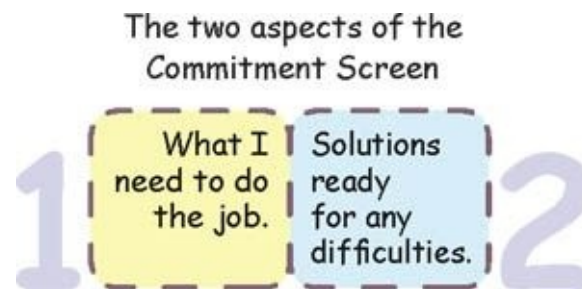 The two aspects of the
Commitment Screen
1
What I
need to do
the job.
Solutions
ready
for any
difficulties.
2